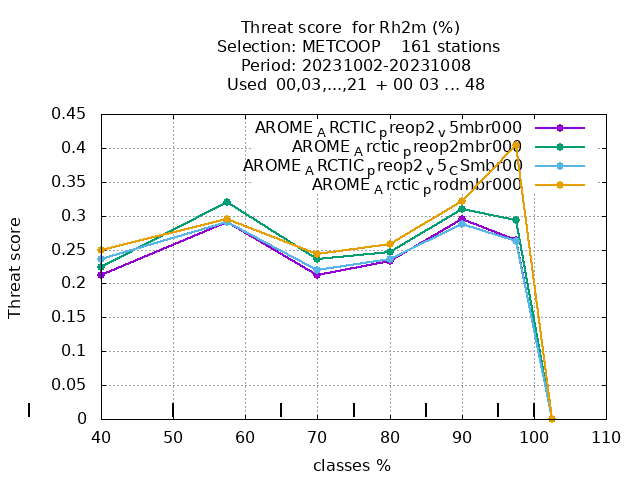 Threat score for Rh2m (%)
Selection: METCOOP 161 stations
Period: 20231002-20231008
Used 00,03,...,21 + 00 03 ... 48
AROME_ARCTIC_preop2_v5mbr000
AROME_Arctic_preop2mbr000
AROME_ARCTIC_preop2_v5_CSmbr00
AROME_Arctic_prodmbr000
0.45
0.4
0.35
0.3
0.25
0.2
0.15
0.1
0.05
0
Threat score
40 50 60 70 80 90 100 110
classes %